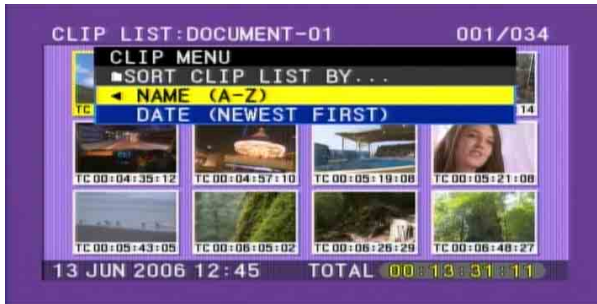 CLIP LIST:DOCUMENT-01 001/034
CLIP MENU
SORT CLIP LIST BY...
◄ NAME (A-Z)
DATE (NEWEST FIRST)
TC 14
TC 00:04:35:12 TC 00:04:57:10 TC 00:05:19:08 TC 00:05:21:08
TC 00:05:43:05 TC 00:06:05:02 TC 00:06:26:29 TC 00:06:48:27
13 JUN 2006 12:45 TOTAL 00:13:31:11